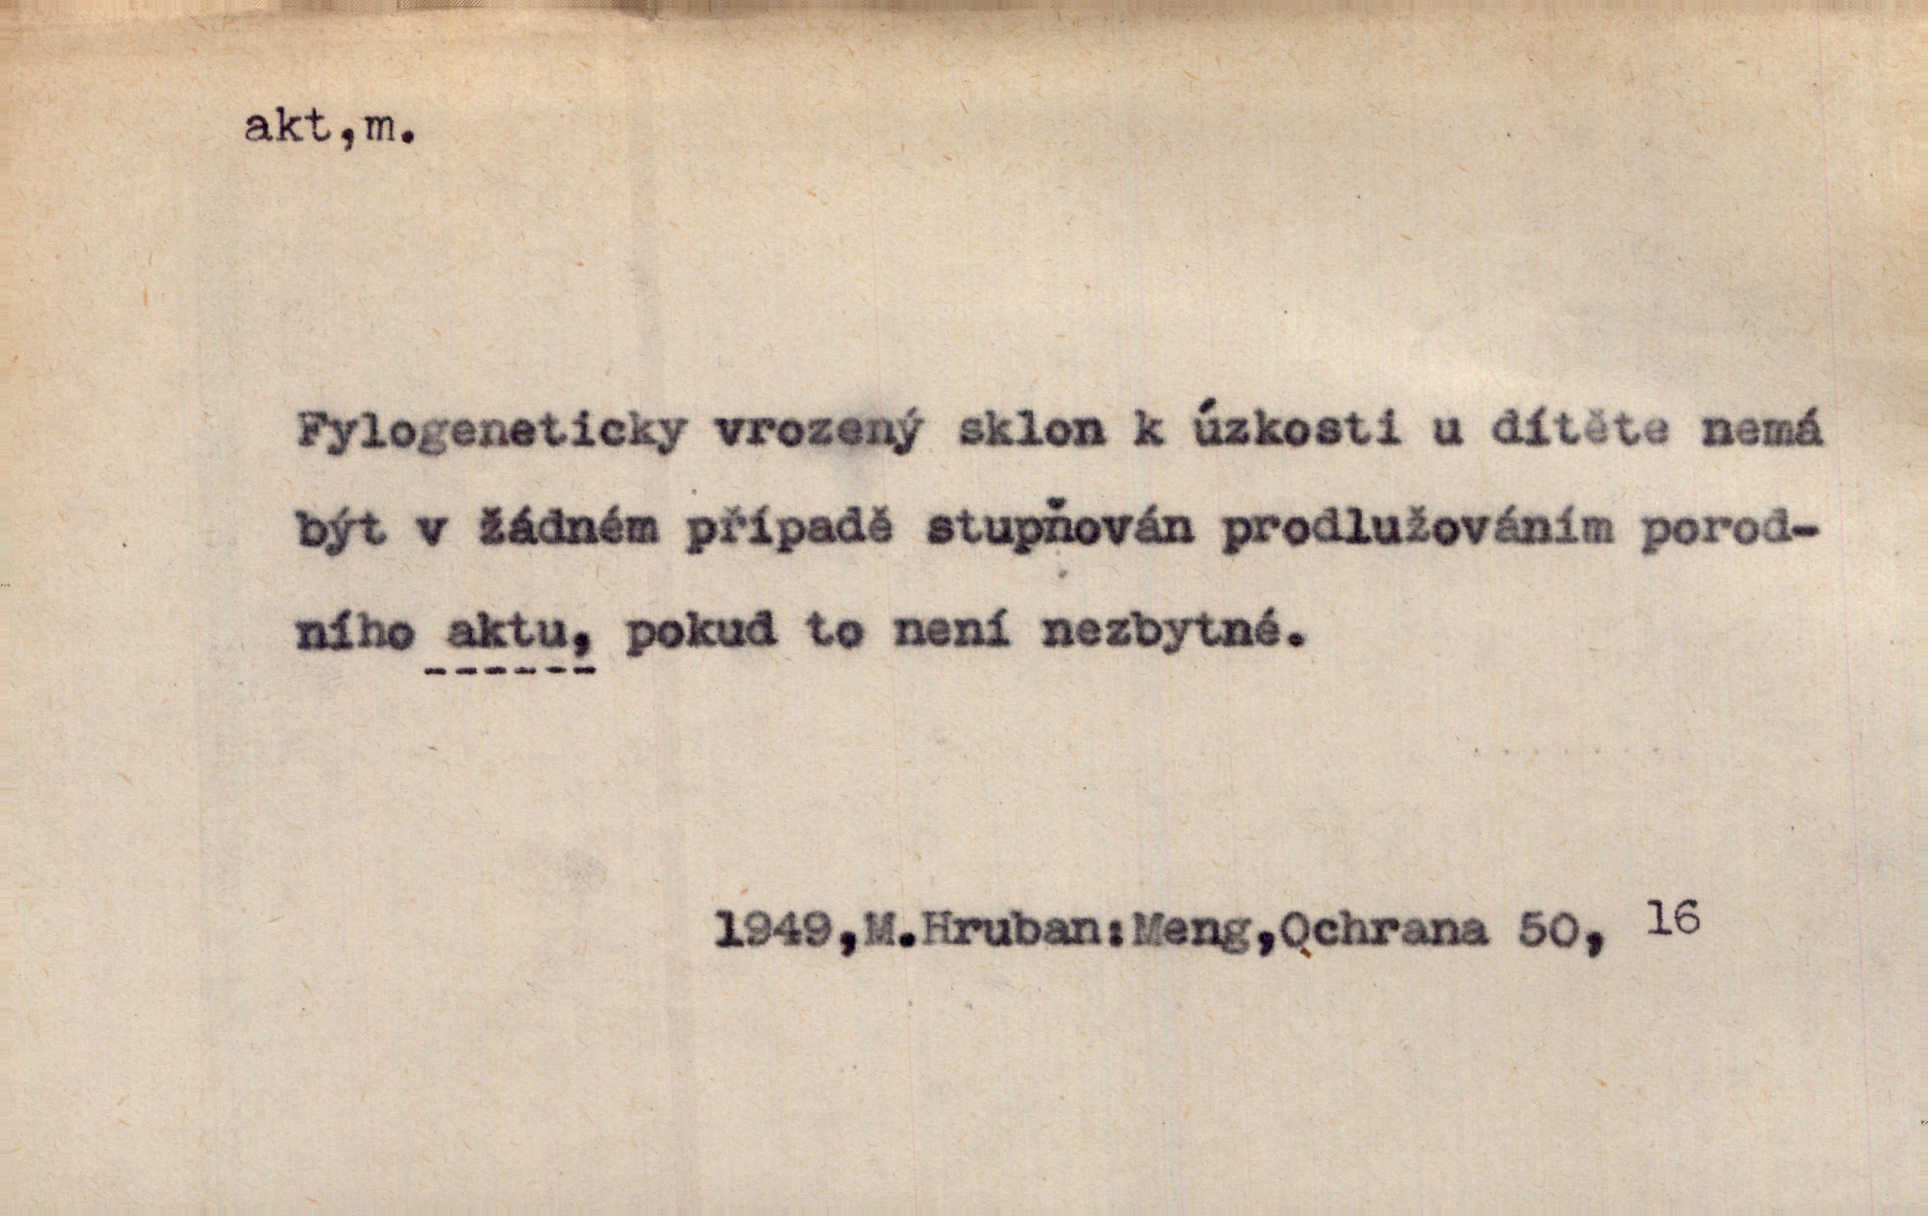 akt,m.
Fylogeneticky vrozený sklon k úzkosti u dítěte nemá
být v žádném případě stupňován prodlužováním porod-
ního aktu, pokud to není nezbytné.
1949,M.Hruban:Meng,Ochrana 50, 16